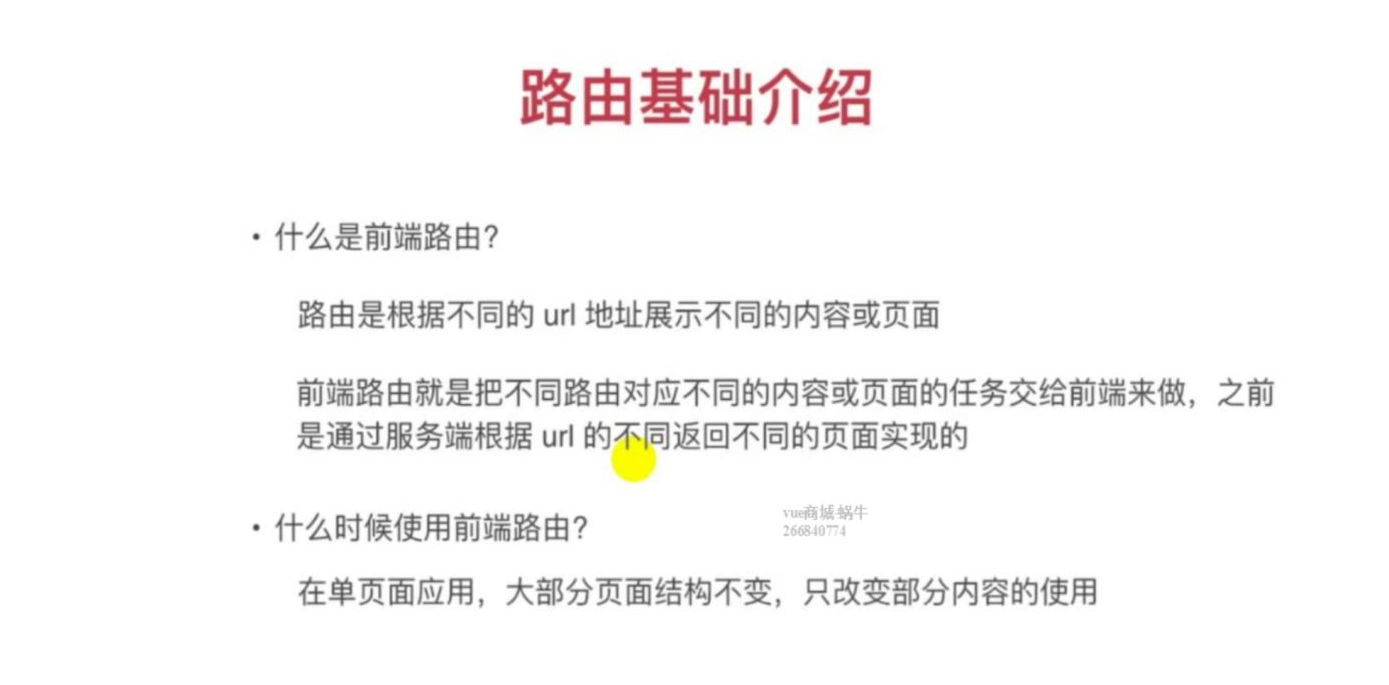 路由基础介绍
• 什么是前端路由？
路由是根据不同的 url 地址展示不同的内容或页面
前端路由就是把不同路由对应不同的内容或页面的任务交给前端来做，之前
是通过服务端根据 url 的不同返回不同的页面实现的
• 什么时候使用前端路由？
vue商城-蜗牛
266840774
在单页面应用，大部分页面结构不变，只改变部分内容的使用